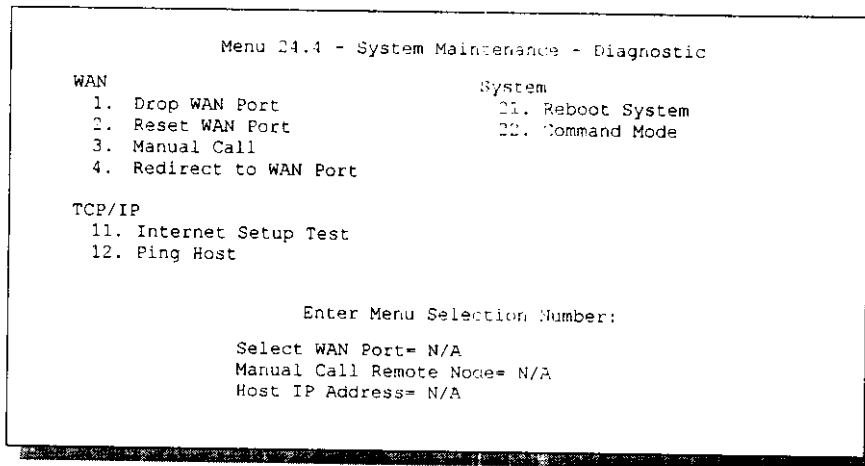 Menu 24.4 - System Maintenance - Diagnostic
WAN
1. Drop WAN Port
2. Reset WAN Port
3. Manual Call
4. Redirect to WAN Port
System
21. Reboot System
22. Command Mode
TCP/IP
11. Internet Setup Test
12. Ping Host
Enter Menu Selection Number:
Select WAN Port= N/A
Manual Call Remote Node= N/A
Host IP Address= N/A